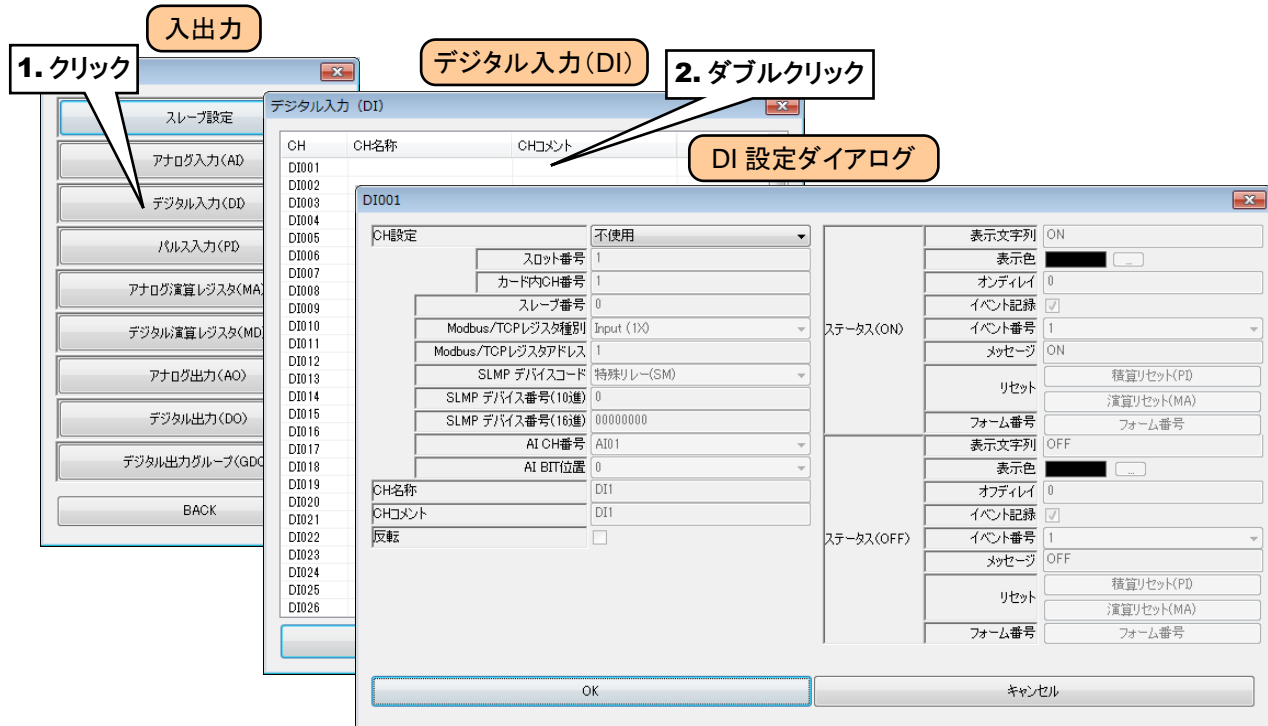 入出力
1. クリック
スレーブ設定
アナログ入力(AI)
デジタル入力(DI)
パルス入力(PI)
アナログ演算レジスタ(MA)
デジタル演算レジスタ(MD)
アナログ出力(AO)
デジタル出力(DO)
デジタル出力グループ(GDO
BACK
デジタル入力(DI)
2. ダブルクリック
デジタル入力 (DI)
CH CH名称 CHコメント
DI001
DI002
DI003
DI004
DI005
DI006
DI007
DI008
DI009
DI010
DI011
DI012
DI013
DI014
DI015
DI016
DI017
DI018
DI019
DI020
DI021
DI022
DI023
DI024
DI025
DI026
DI 設定ダイアログ
DI001
CH設定 不使用
スロット番号 1
カード内CH番号 1
スレーブ番号 0
Modbus/TCPレジスタ種別 Input (1X)
Modbus/TCPレジスタアドレス 1
SLMP デバイスコード 特殊リレー(SM)
SLMP デバイス番号(10進) 0
SLMP デバイス番号(16進) 00000000
AI CH番号 AI01
AI BIT位置 0
CH名称 DI1
CHコメント DI1
反転
ステータス(ON)
表示文字列 ON
表示色 ...
オンディレイ 0
イベント記録
イベント番号 1
メッセージ ON
リセット 積算リセット(PI)
演算リセット(MA)
フォーム番号 フォーム番号
ステータス(OFF)
表示文字列 OFF
表示色 ...
オフディレイ 0
イベント記録
イベント番号 1
メッセージ OFF
リセット 積算リセット(PI)
演算リセット(MA)
フォーム番号 フォーム番号
OK キャンセル